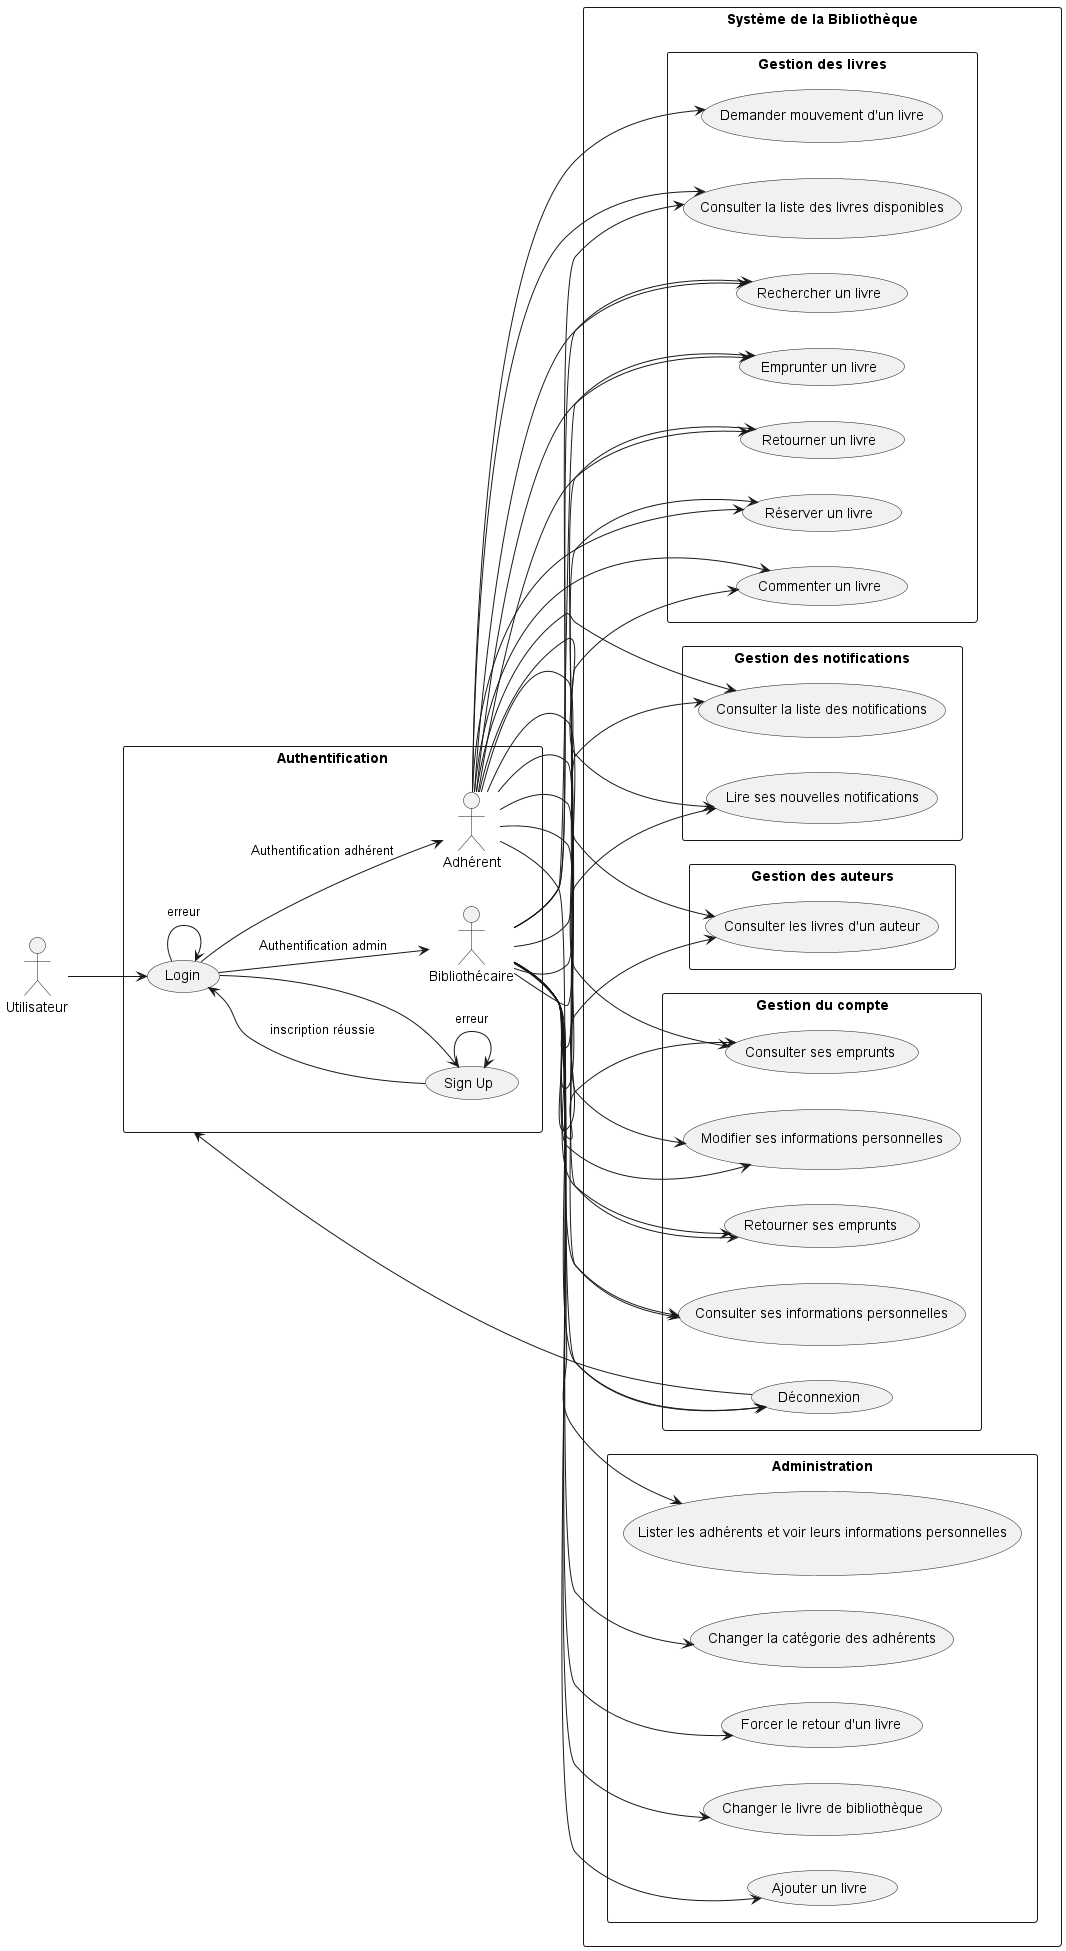 Système de la Bibliothèque
Gestion des livres
Demander mouvement d'un livre
Consulter la liste des livres disponibles
Rechercher un livre
Emprunter un livre
Retourner un livre
Réserver un livre
Commenter un livre
Gestion des notifications
Consulter la liste des notifications
Lire ses nouvelles notifications
Authentification
Authentification adhérent
Adhérent
erreur
Authentification admin
Bibliothécaire
Login
Utilisateur
inscription réussie
erreur
Sign Up
Gestion des auteurs
Consulter les livres d'un auteur
Gestion du compte
Consulter ses emprunts
Modifier ses informations personnelles
Retourner ses emprunts
Consulter ses informations personnelles
Déconnexion
Administration
Lister les adhérents et voir leurs informations personnelles
Changer la catégorie des adhérents
Forcer le retour d'un livre
Changer le livre de bibliothèque
Ajouter un livre